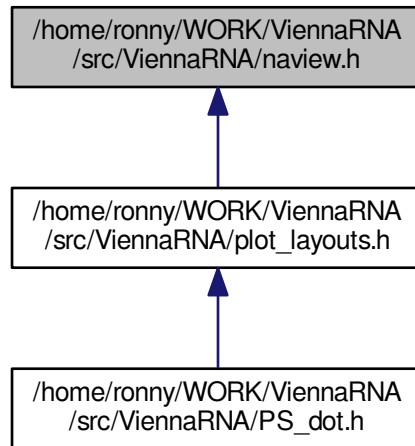 /home/ronny/WORK/ViennaRNA
/src/ViennaRNA/naview.h
/home/ronny/WORK/ViennaRNA
/src/ViennaRNA/plot_layouts.h
/home/ronny/WORK/ViennaRNA
/src/ViennaRNA/PS_dot.h